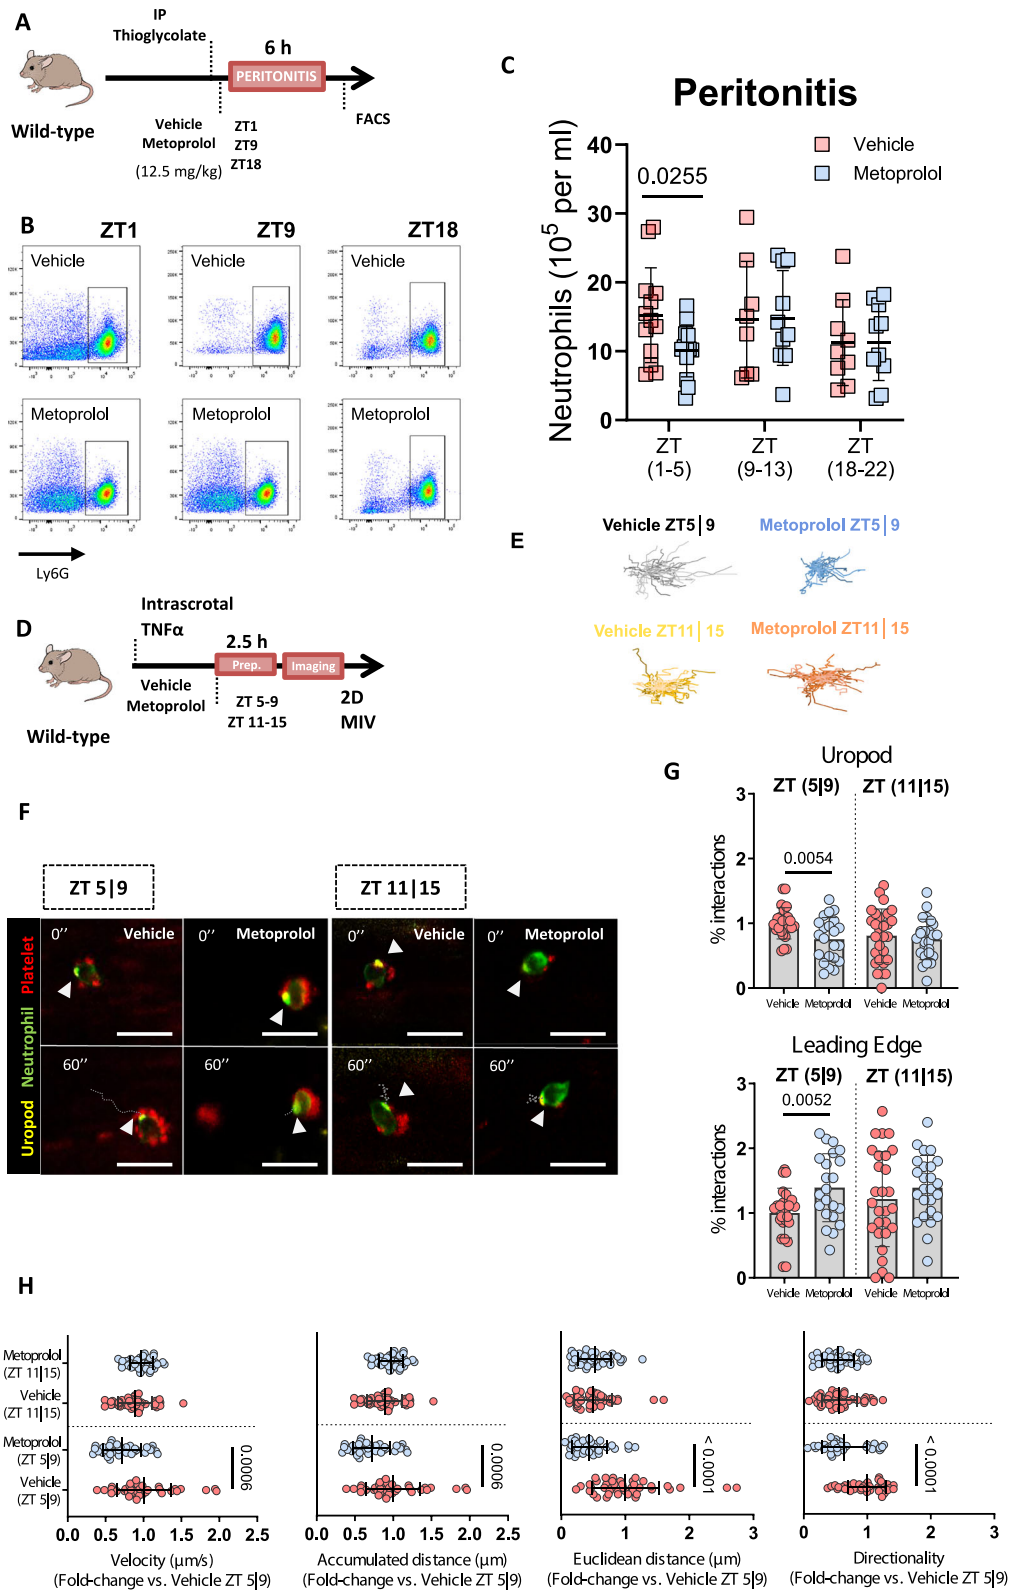 A
IP
Thioglycolate
6 h
PERITONITIS
Wild-type
Vehicle
Metoprolol
(12.5 mg/kg)
ZT1
ZT9
ZT18
FACS
B
ZT1
ZT9
ZT18
Vehicle
Vehicle
Vehicle
Metoprolol
Metoprolol
Metoprolol
Ly6G
C
Peritonitis
Vehicle
Metoprolol
0.0255
Neutrophils (10⁵ per ml)
40
30
20
10
0
ZT
(1-5)
ZT
(9-13)
ZT
(18-22)
D
Intrascrotal
TNFα
2.5 h
Prep.
Imaging
Vehicle
Metoprolol
ZT 5-9
ZT 11-15
2D
MIV
Wild-type
E
Vehicle ZT5|9
Metoprolol ZT5|9
Vehicle ZT11|15
Metoprolol ZT11|15
F
ZT 5|9
ZT 11|15
Uropod Neutrophil Platelet
0’’
Vehicle
0’’
Metoprolol
0’’
Vehicle
0’’
Metoprolol
60’’
60’’
60’’
60’’
G
Uropod
ZT (5|9)
ZT (11|15)
0.0054
% interactions
3
2
1
0
Vehicle
Metoprolol
Vehicle
Metoprolol
Leading Edge
ZT (5|9)
ZT (11|15)
0.0052
% interactions
3
2
1
0
Vehicle
Metoprolol
Vehicle
Metoprolol
H
Metoprolol
(ZT 11|15)
Vehicle
(ZT 11|15)
Metoprolol
(ZT 5|9)
Vehicle
(ZT 5|9)
0.0006
0.0 0.5 1.0 1.5 2.0 2.5
Velocity (µm/s)
(Fold-change vs. Vehicle ZT 5|9)
0.0006
0.0 0.5 1.0 1.5 2.0 2.5
Accumulated distance (µm)
(Fold-change vs. Vehicle ZT 5|9)
< 0.0001
0 1 2 3
Euclidean distance (µm)
(Fold-change vs. Vehicle ZT 5|9)
< 0.0001
0 1 2 3
Directionality
(Fold-change vs. Vehicle ZT 5|9)